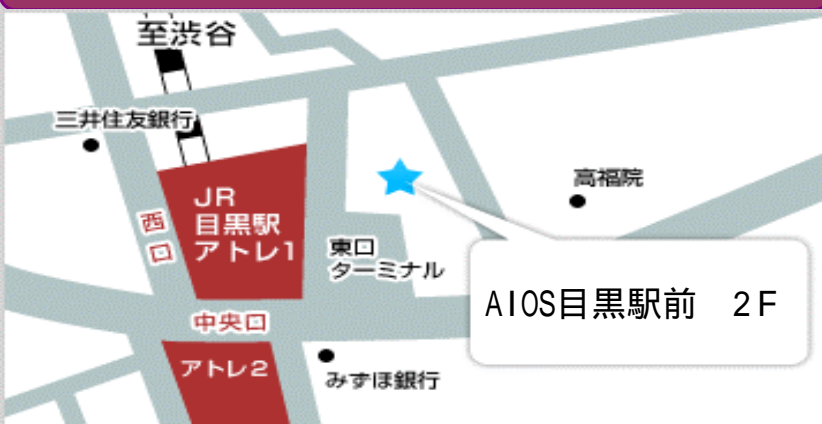 至渋谷
三井住友銀行
高福院
JR
目黒駅
アトレ1
西口
東口
ターミナル
AIOS目黒駅前　2F
中央口
アトレ2
みずほ銀行